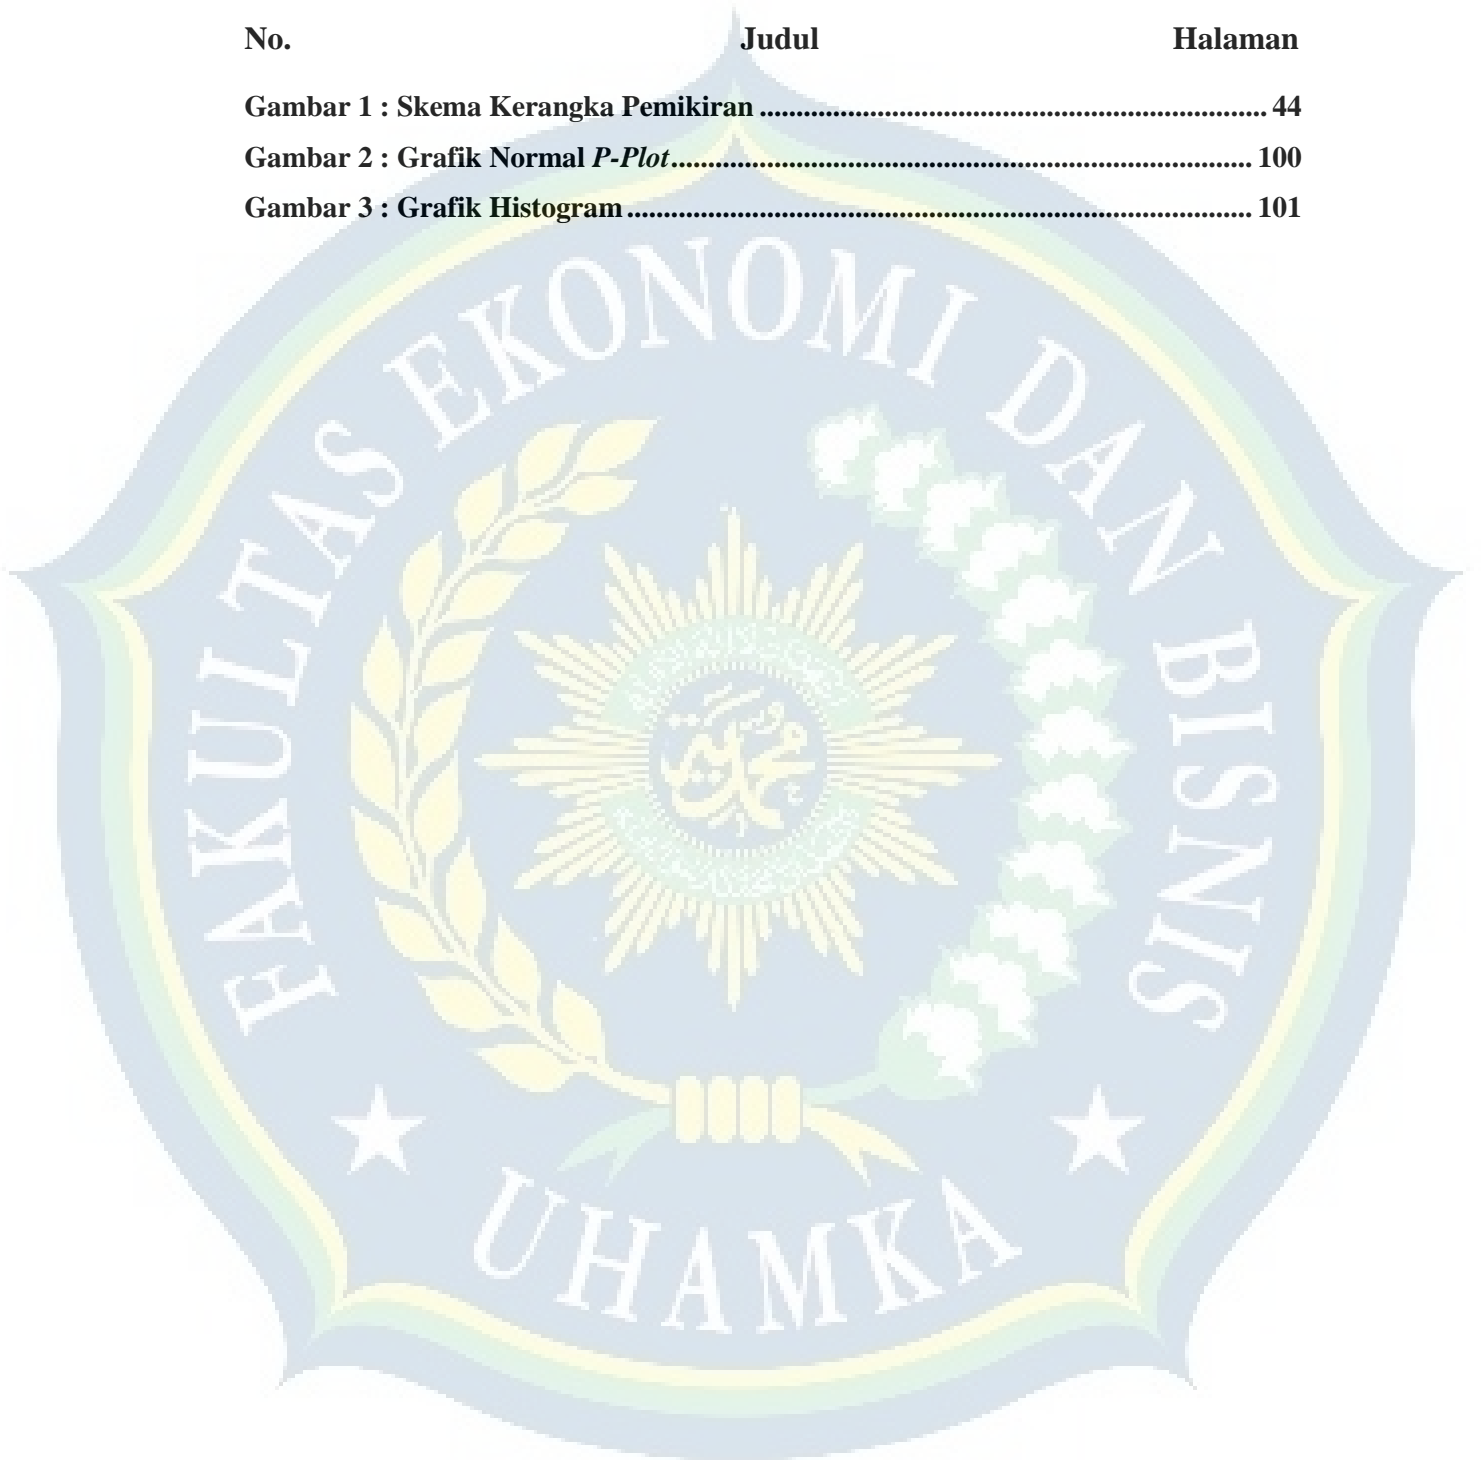 No. Judul Halaman
Gambar 1 : Skema Kerangka Pemikiran ..................................................................... 44
Gambar 2 : Grafik Normal P-Plot............................................................................... 100
Gambar 3 : Grafik Histogram ..................................................................................... 101
FAKULTAS EKONOMI DAN BISNIS
UHAMKA